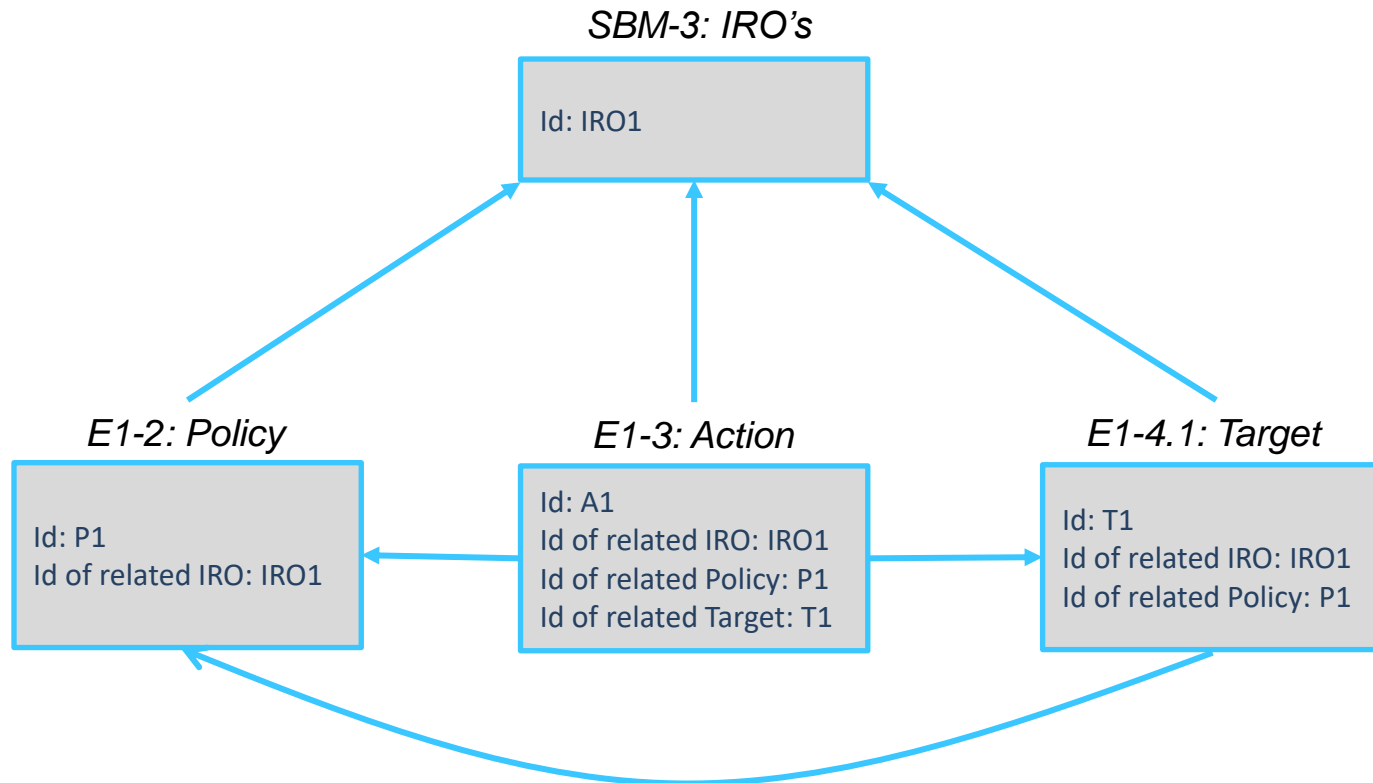 SBM-3: IRO’s
Id: IRO1
E1-2: Policy
Id: P1
Id of related IRO: IRO1
E1-3: Action
Id: A1
Id of related IRO: IRO1
Id of related Policy: P1
Id of related Target: T1
E1-4.1: Target
Id: T1
Id of related IRO: IRO1
Id of related Policy: P1